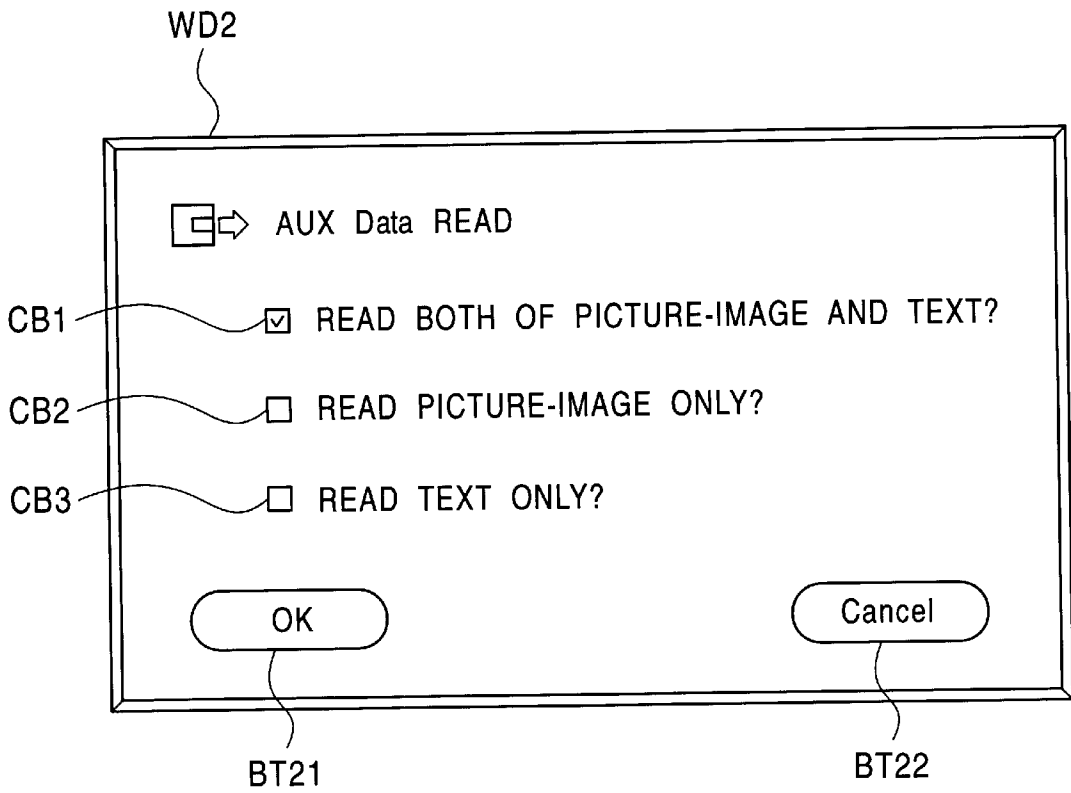 WD2
AUX Data READ
CB1 READ BOTH OF PICTURE-IMAGE AND TEXT?
CB2 READ PICTURE-IMAGE ONLY?
CB3 READ TEXT ONLY?
OK Cancel
BT21 BT22